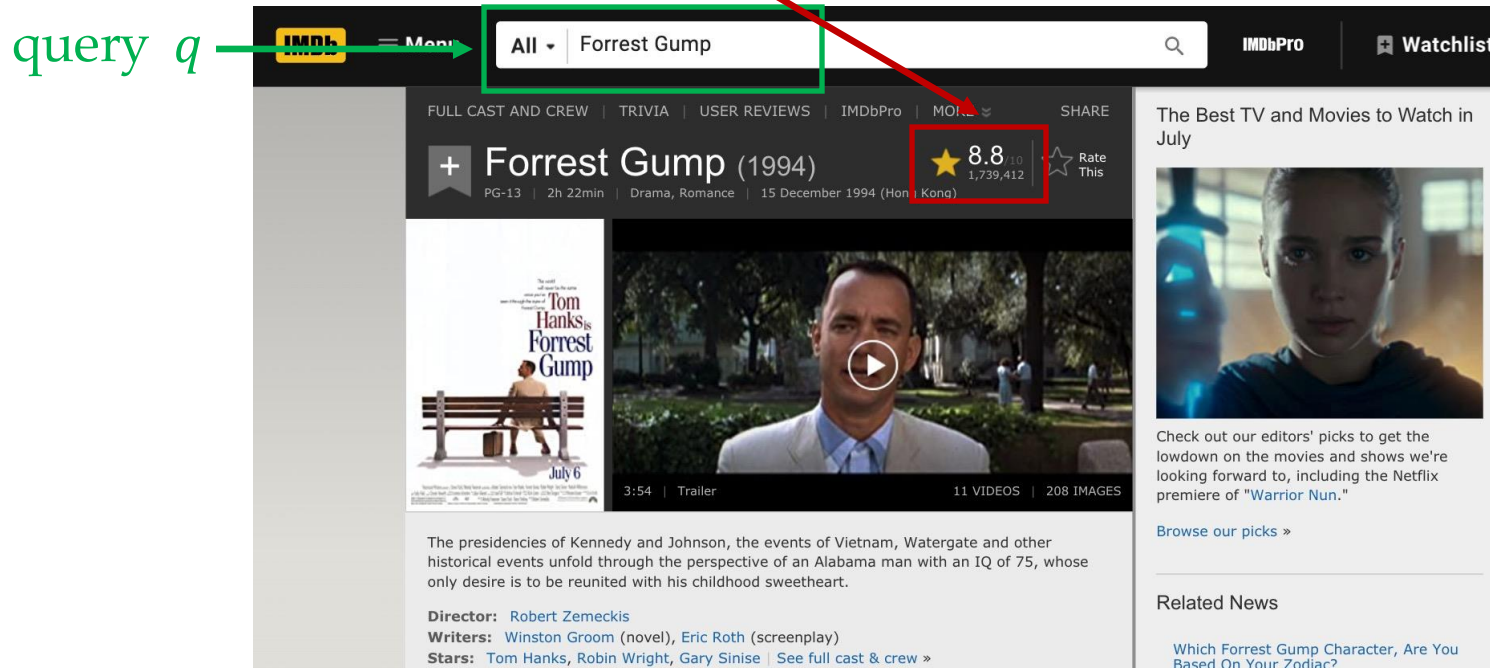 query q
IMDb
Menu
All
Forrest Gump
IMDbPro
Watchlist
FULL CAST AND CREW | TRIVIA | USER REVIEWS | IMDbPro | MORE
SHARE
Forrest Gump (1994)
8.8/10
1,739,412
Rate
This
PG-13 | 2h 22min | Drama, Romance | 15 December 1994 (Hong Kong)
Tom
Hanks is
Forrest
Gump
July 6
3:54 | Trailer
11 VIDEOS | 208 IMAGES
The presidencies of Kennedy and Johnson, the events of Vietnam, Watergate and other
historical events unfold through the perspective of an Alabama man with an IQ of 75, whose
only desire is to be reunited with his childhood sweetheart.
Director: Robert Zemeckis
Writers: Winston Groom (novel), Eric Roth (screenplay)
Stars: Tom Hanks, Robin Wright, Gary Sinise | See full cast & crew »
The Best TV and Movies to Watch in
July
Check out our editors' picks to get the
lowdown on the movies and shows we're
looking forward to, including the Netflix
premiere of "Warrior Nun."
Browse our picks »
Related News
Which Forrest Gump Character, Are You
Based On Your Zodiac?